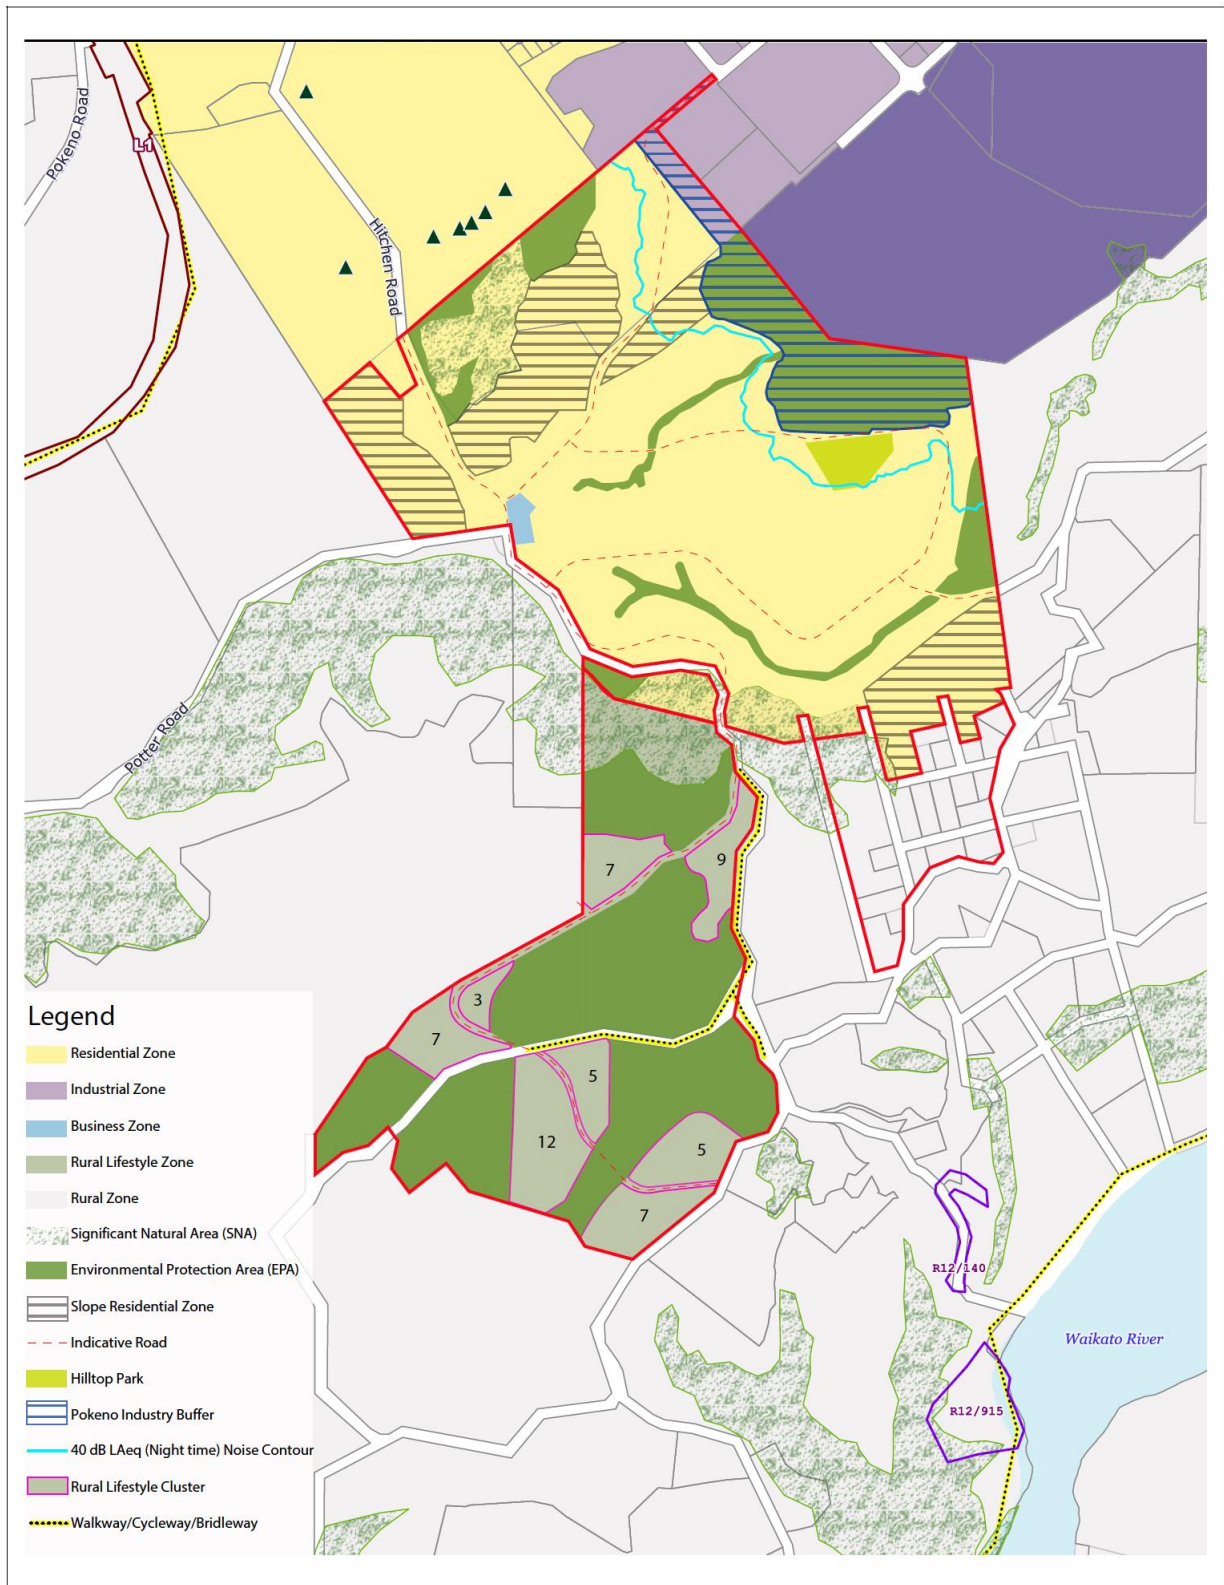 Pokeno Road
L1
Hitchen Road
Potter Road
7
9
3
7
5
12
5
7
R12/140
Waikato River
R12/915
Legend
Residential Zone
Industrial Zone
Business Zone
Rural Lifestyle Zone
Rural Zone
Significant Natural Area (SNA)
Environmental Protection Area (EPA)
Slope Residential Zone
Indicative Road
Hilltop Park
Pokeno Industry Buffer
40 dB LAeq (Night time) Noise Contour
Rural Lifestyle Cluster
Walkway/Cycleway/Bridleway